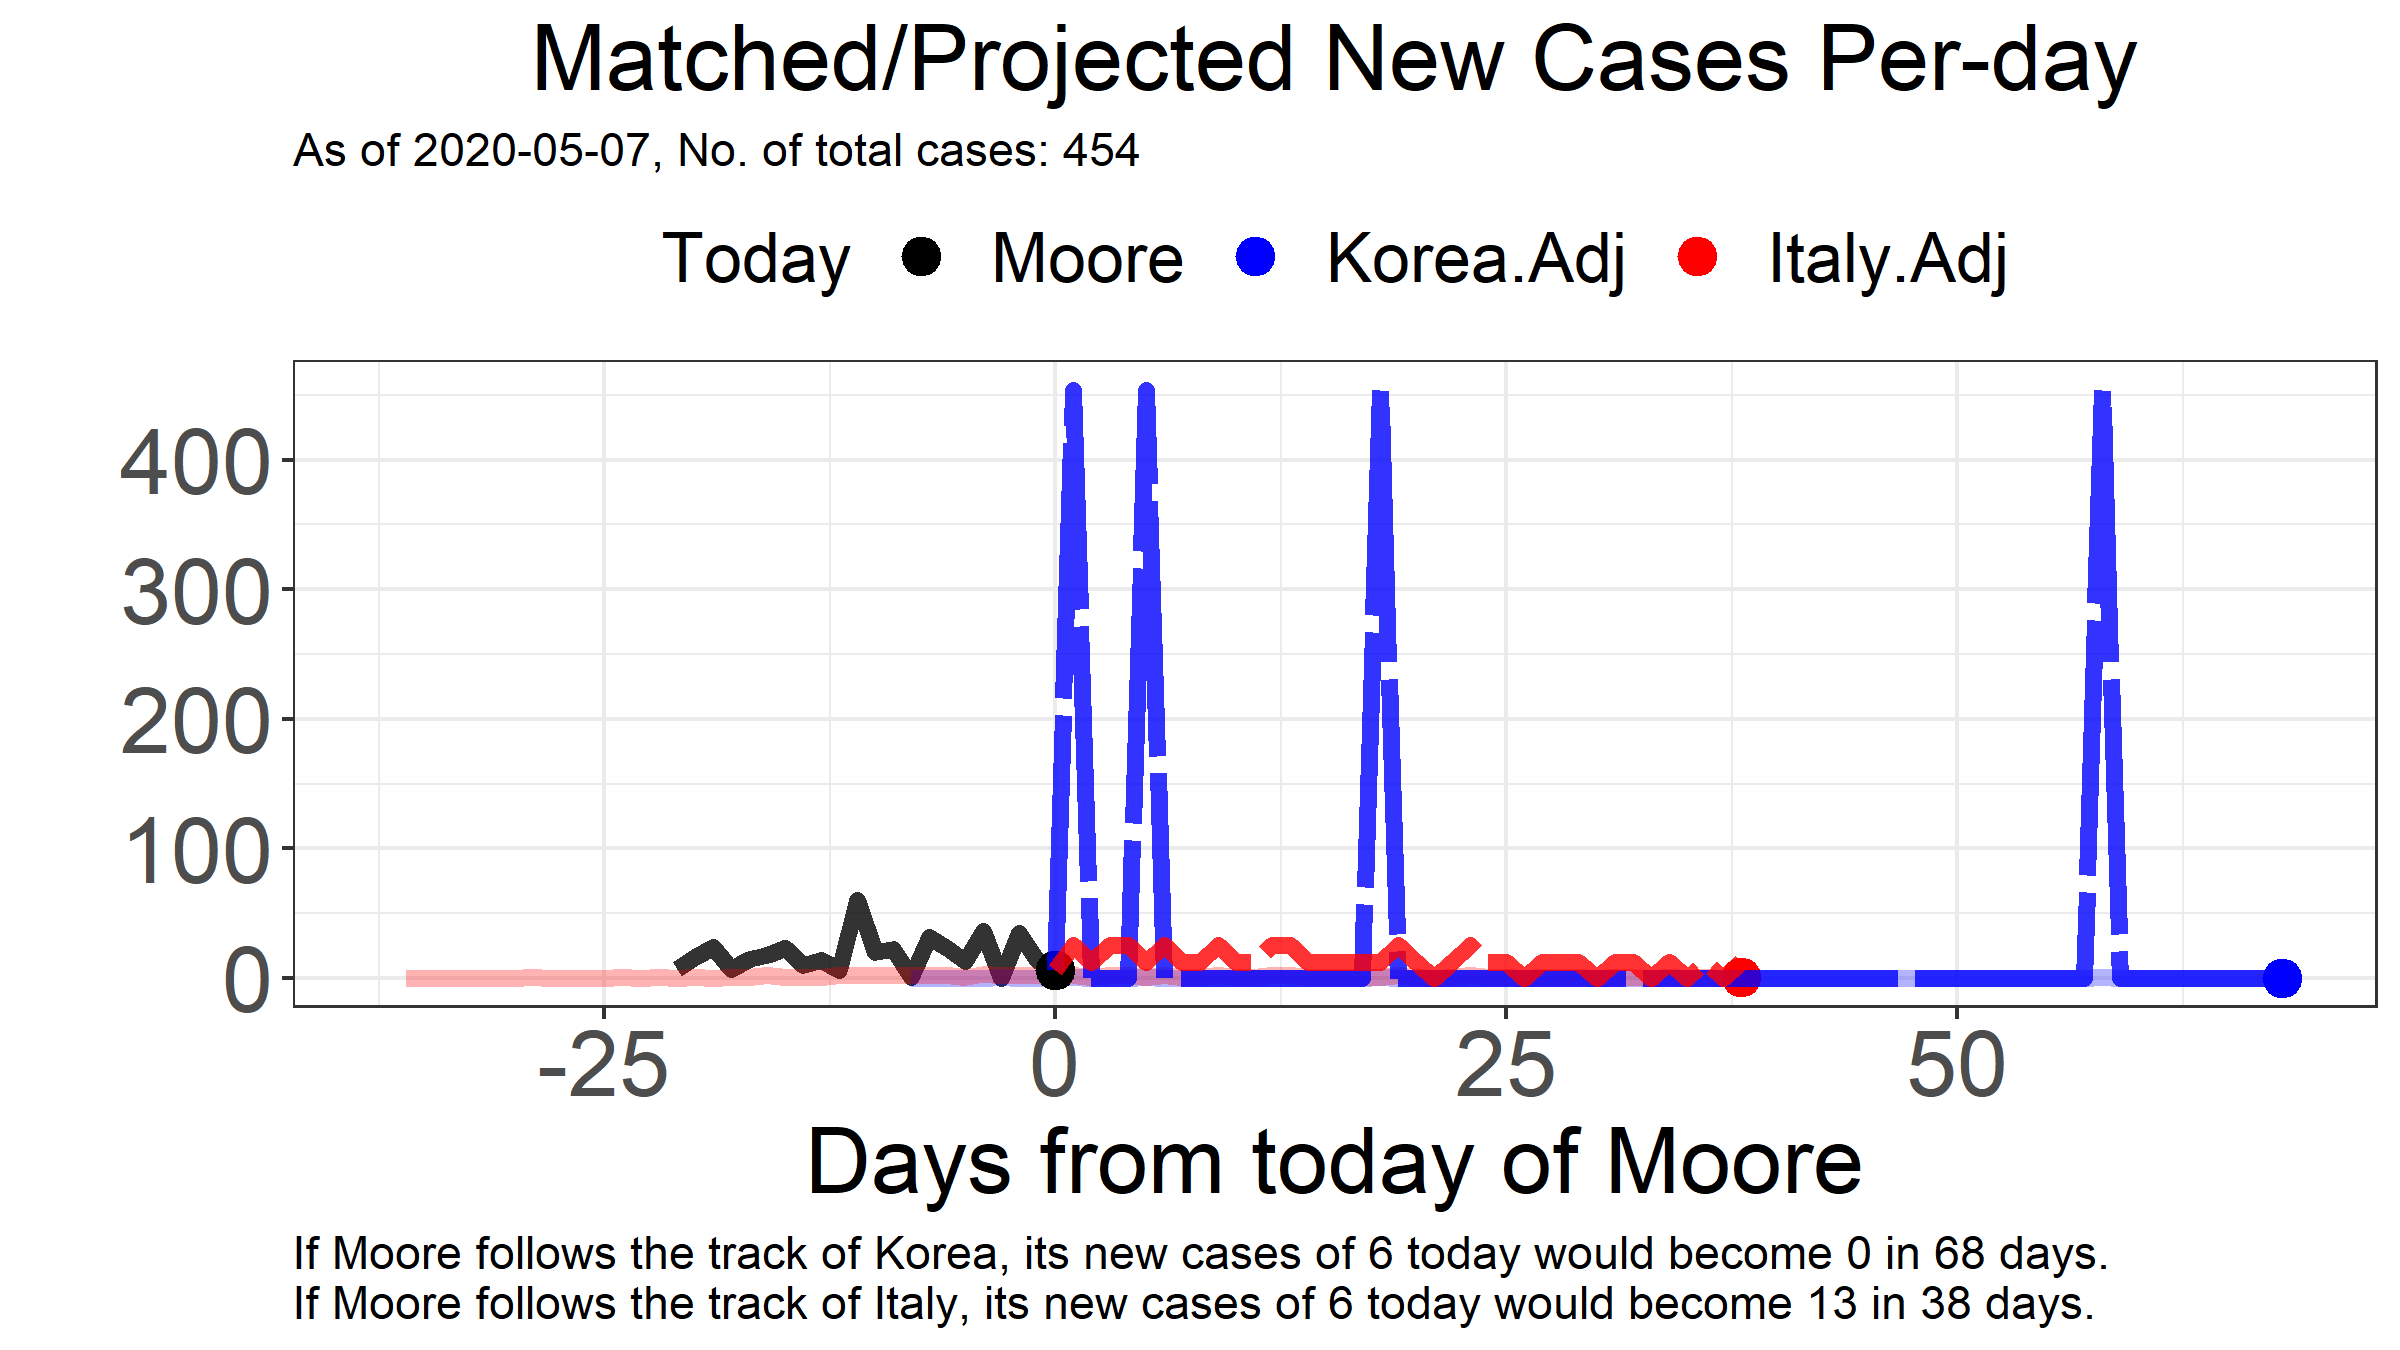 Matched/Projected New Cases Per-day
As of 2020-05-07, No. of total cases: 454
Today Moore Korea.Adj Italy.Adj
400
300
200
100
0
-25 0 25 50
Days from today of Moore
If Moore follows the track of Korea, its new cases of 6 today would become 0 in 68 days.
If Moore follows the track of Italy, its new cases of 6 today would become 13 in 38 days.